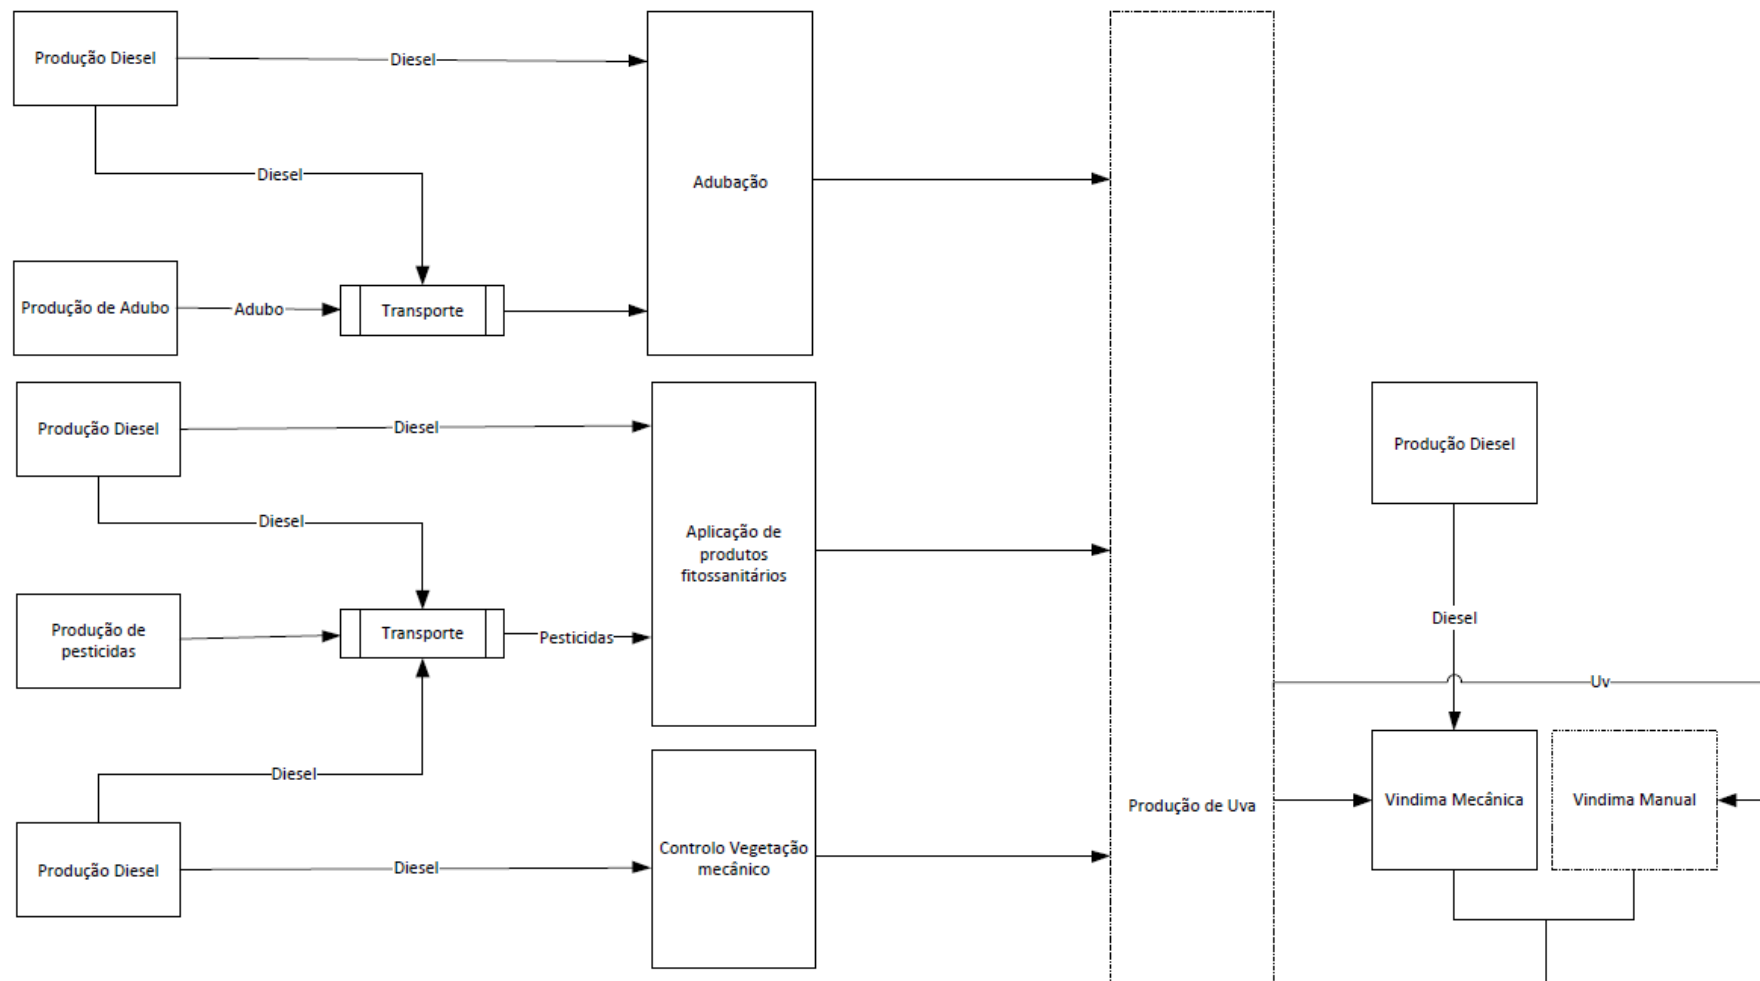 Produção Diesel
Diesel
Diesel
Adubação
Produção de Adubo
Adubo
Transporte
Produção Diesel
Diesel
Produção Diesel
Diesel
Aplicação de
produtos
fitossanitários
Produção de
pesticidas
Transporte
Pesticidas
Diesel
Uv
Diesel
Produção Diesel
Diesel
Controlo Vegetação
mecânico
Produção de Uva
Vindima Mecânica
Vindima Manual